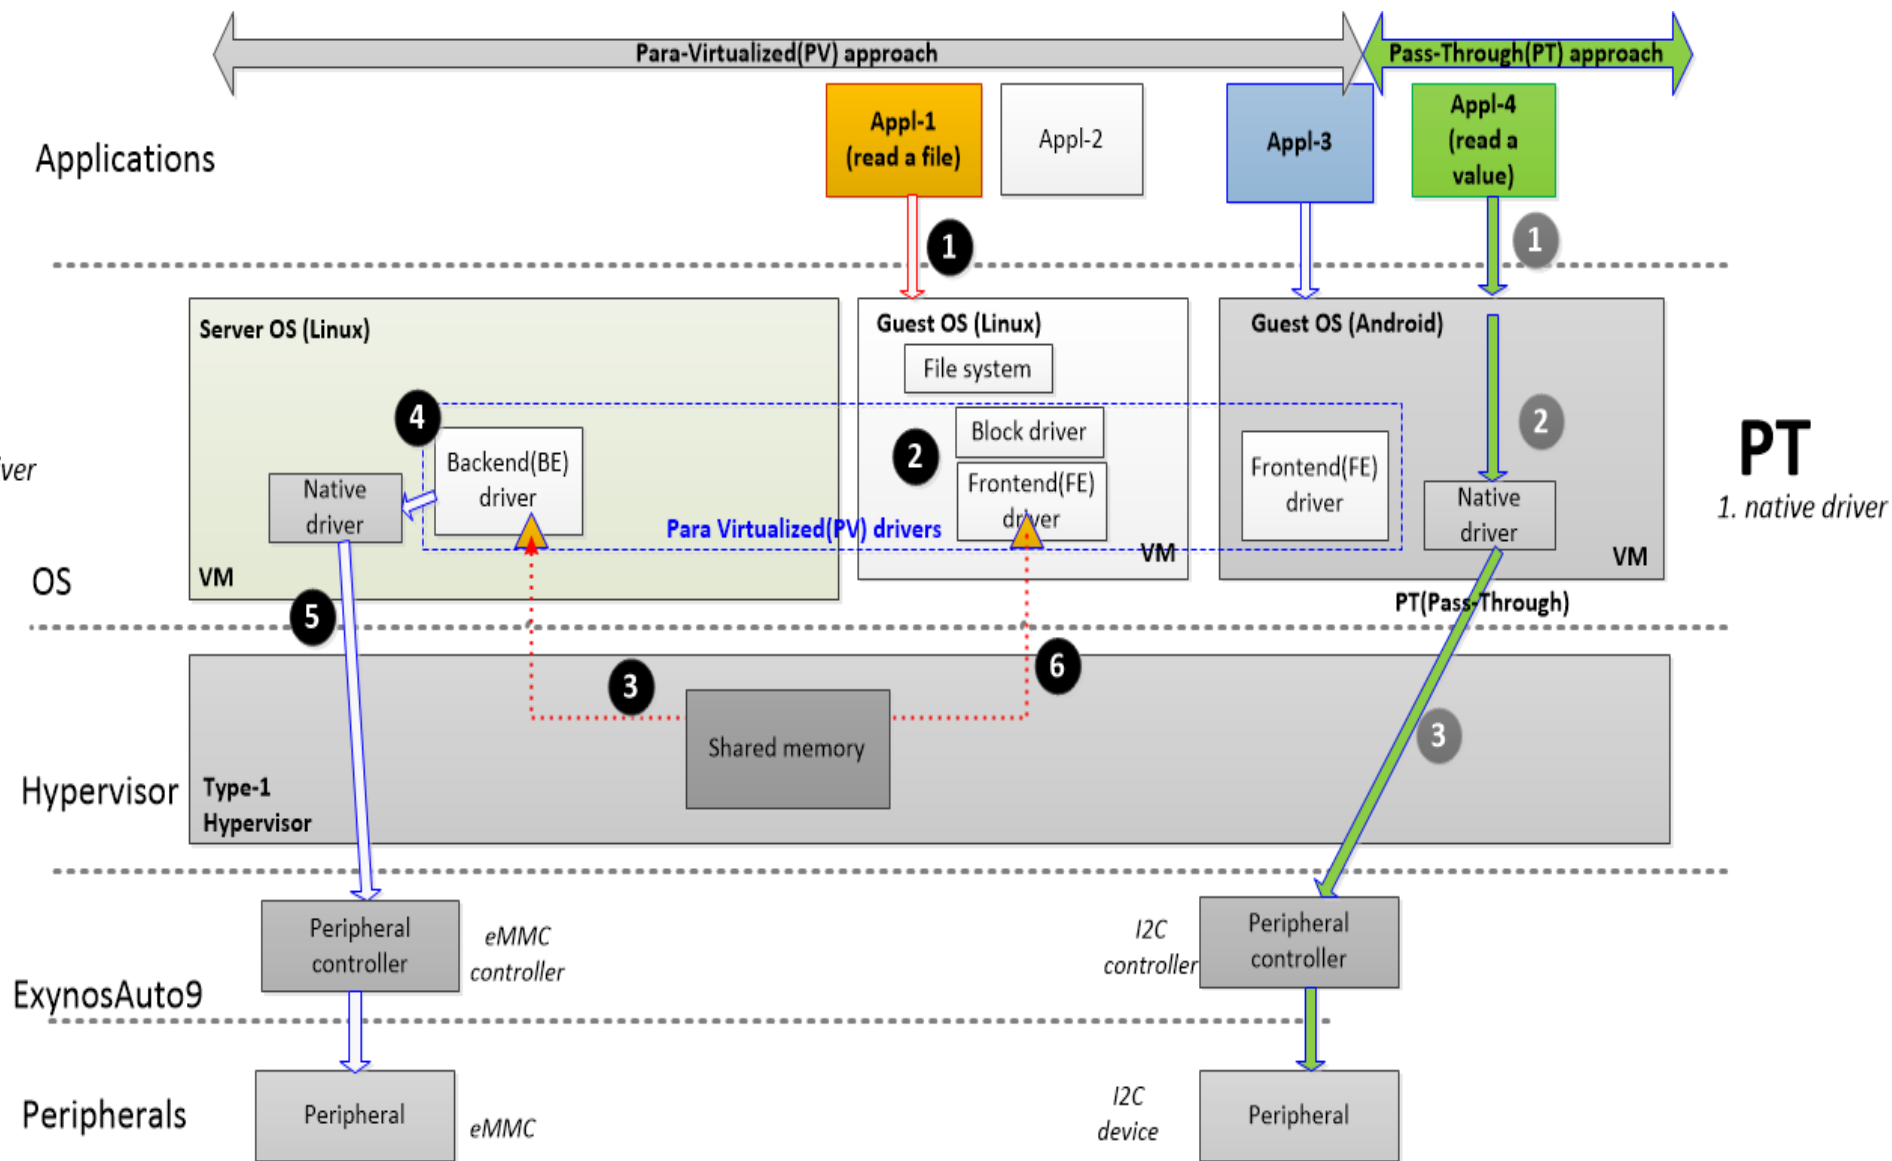 Para-Virtualized(PV) approach
Pass-Through(PT) approach
Applications
Appl-1
(read a file)
Appl-2
Appl-3
Appl-4
(read a
value)
1
1
Server OS (Linux)
Guest OS (Linux)
Guest OS (Android)
File system
4
Block driver
2
2
Backend(BE)
driver
Frontend(FE)
driver
Frontend(FE)
driver
Native
driver
Native
driver
Para Virtualized(PV) drivers
VM
VM
VM
PT
1. native driver
iver
OS
PT(Pass-Through)
5
3
6
3
Shared memory
Hypervisor
Type-1
Hypervisor
Peripheral
controller
eMMC
controller
I2C
controller
Peripheral
controller
ExynosAuto9
Peripherals
Peripheral
eMMC
I2C
device
Peripheral